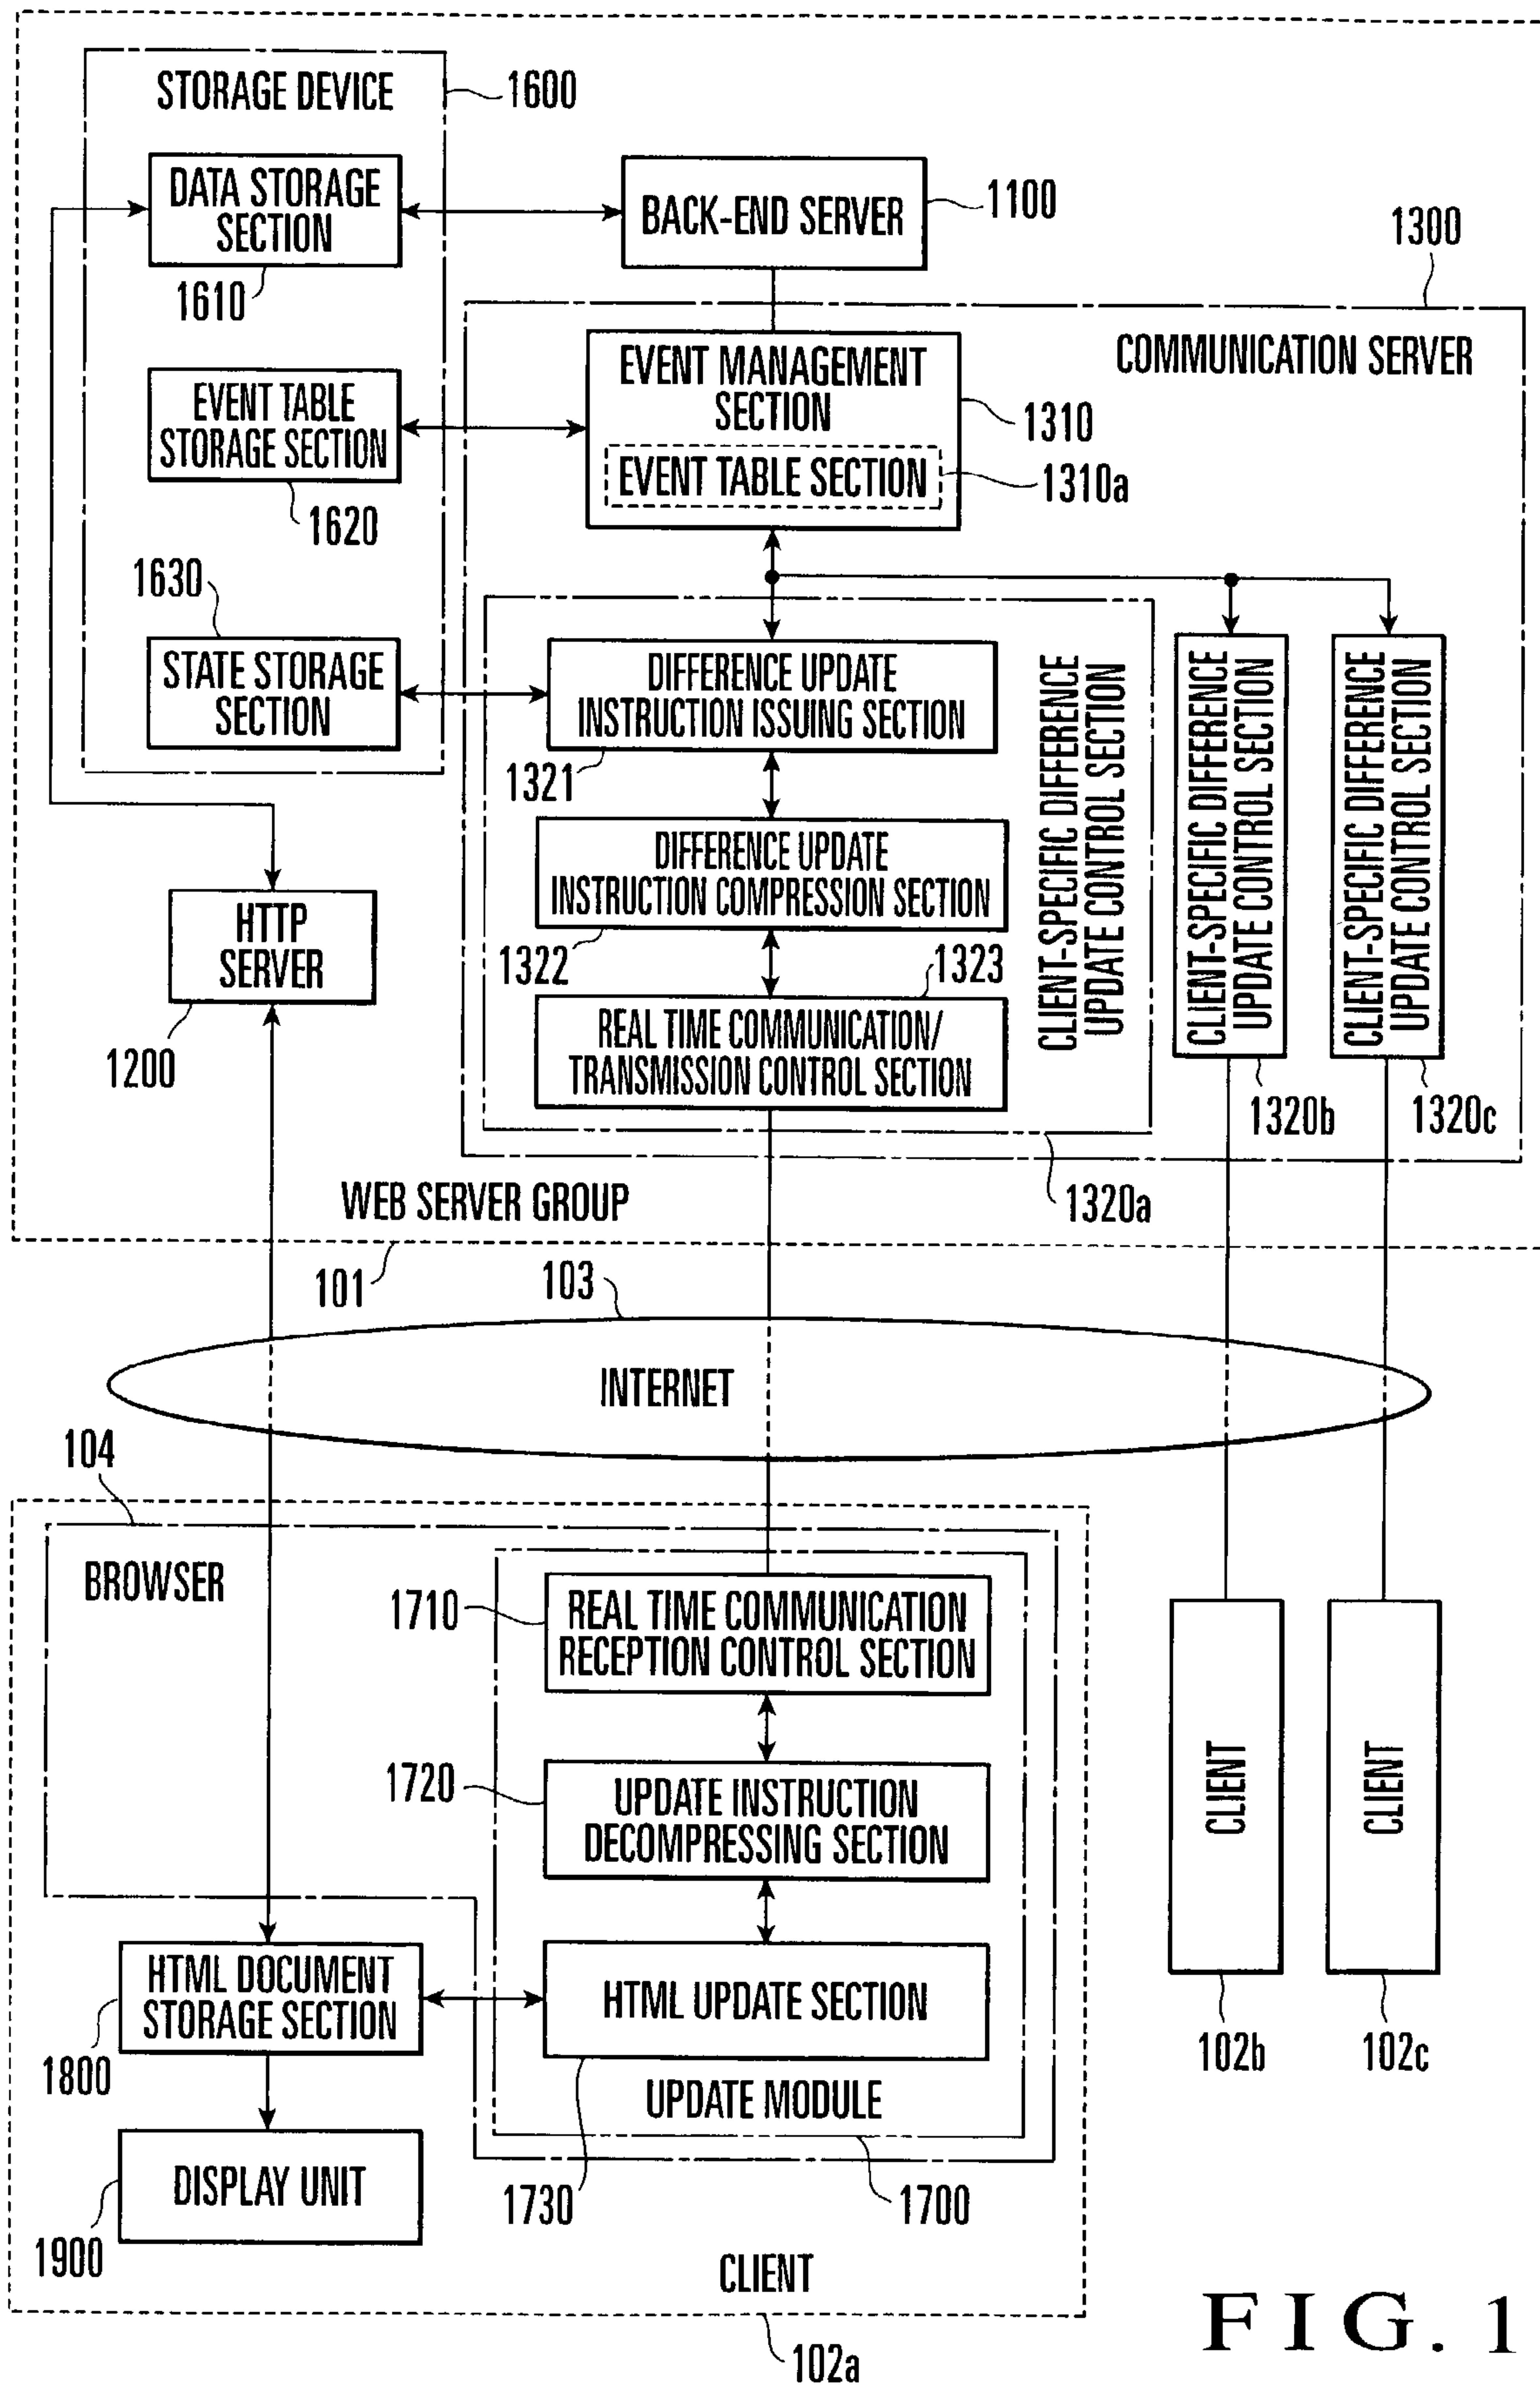 STORAGE DEVICE
1600
DATA STORAGE
SECTION
1610
BACK-END SERVER
1100
1300
COMMUNICATION SERVER
EVENT MANAGEMENT
SECTION
1310
EVENT TABLE SECTION
1310a
EVENT TABLE
STORAGE SECTION
1620
1630
STATE STORAGE
SECTION
DIFFERENCE UPDATE
INSTRUCTION ISSUING SECTION
1321
DIFFERENCE UPDATE
INSTRUCTION COMPRESSION SECTION
1322
1323
REAL TIME COMMUNICATION/
TRANSMISSION CONTROL SECTION
CLIENT-SPECIFIC DIFFERENCE
UPDATE CONTROL SECTION
1320a
CLIENT-SPECIFIC DIFFERENCE
UPDATE CONTROL SECTION
1320b
CLIENT-SPECIFIC DIFFERENCE
UPDATE CONTROL SECTION
1320c
HTTP
SERVER
1200
WEB SERVER GROUP
101
103
INTERNET
104
BROWSER
1710
REAL TIME COMMUNICATION
RECEPTION CONTROL SECTION
1720
UPDATE INSTRUCTION
DECOMPRESSING SECTION
HTML DOCUMENT
STORAGE SECTION
1800
HTML UPDATE SECTION
1730
UPDATE MODULE
1700
DISPLAY UNIT
1900
CLIENT
102a
CLIENT
102b
CLIENT
102c
FIG. 1